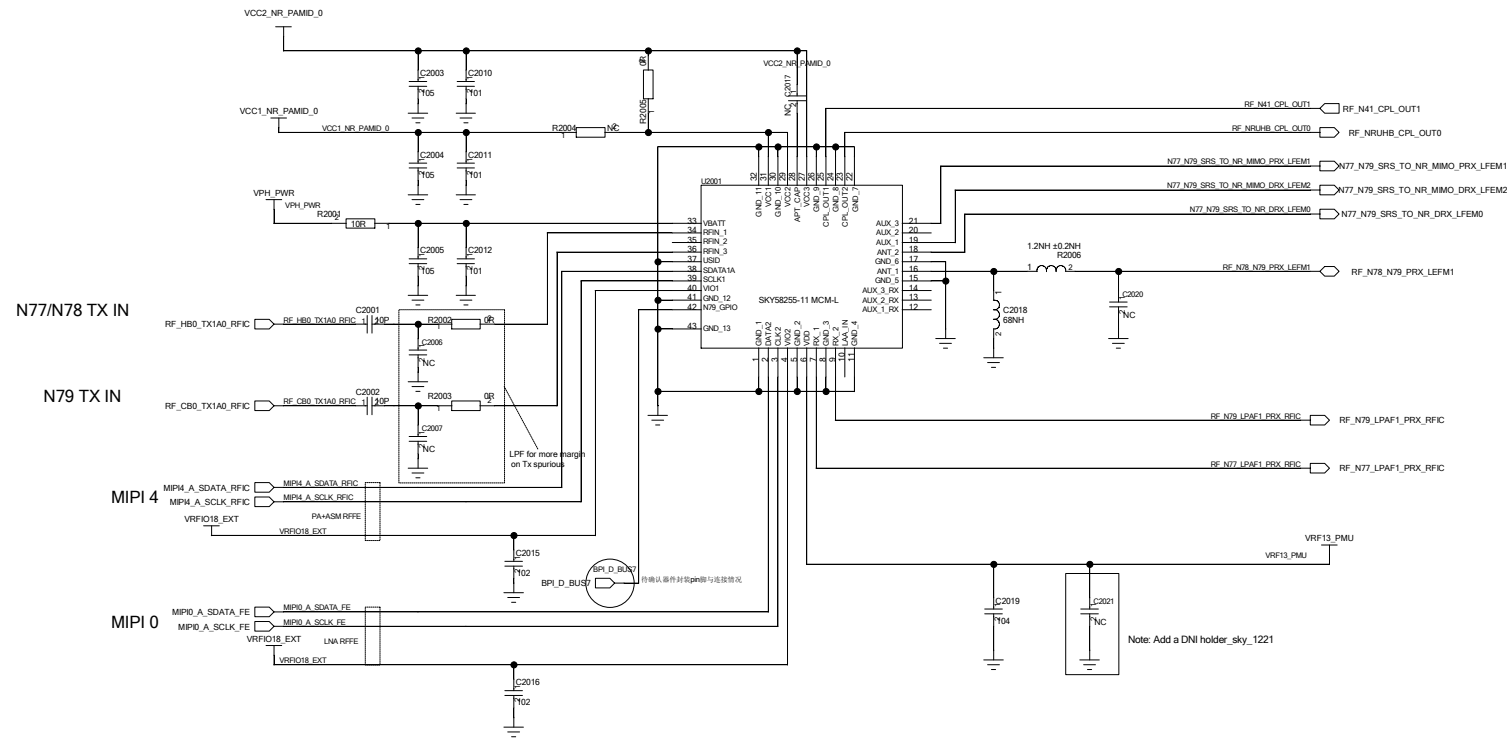 VCC2_NR_PAMID_0
C2003
105
C2010
101
0R
R2005
VCC2_NR_PAMID_0
C2017
NC
VCC1_NR_PAMID_0
VCC1_NR_PAMID_0
R2004
NC
C2004
105
C2011
101
RF_N41_CPL_OUT1
RF_N41_CPL_OUT1
RF_NRUHB_CPL_OUT0
RF_NRUHB_CPL_OUT0
N77_N79_SRS_TO_NR_MIMO_PRX_LFEM1
N77_N79_SRS_TO_NR_MIMO_PRX_LFEM1
N77_N79_SRS_TO_NR_MIMO_DRX_LFEM2
N77_N79_SRS_TO_NR_MIMO_DRX_LFEM2
N77_N79_SRS_TO_NR_DRX_LFEM0
N77_N79_SRS_TO_NR_DRX_LFEM0
VPH_PWR
VPH_PWR
R2001
2
10R
1
C2005
105
C2012
101
U2001
32 GND_11
31 VCC1
30 GND_10
29 VCC2
28 APT_CAP
27 VCC3
26 GND_9
25 CPL_OUT1
24 GND_8
23 CPL_OUT2
22 GND_7
33 VBATT
34 RFIN_1
35 RFIN_2
36 RFIN_3
37 USID
38 SDATA1A
39 SCLK1
40 VIO1
41 GND_12
42 N79_GPIO
43 GND_13
AUX_3 21
AUX_2 20
AUX_1 19
ANT_2 18
GND_6 17
ANT_1 16
GND_5 15
AUX_3_RX 14
AUX_2_RX 13
AUX_1_RX 12
SKY58255-11 MCM-L
1 GND_1
2 DATA2
3 CLK2
4 VIO2
5 GND_2
6 VDD
7 RX_1
8 GND_3
9 RX_2
10 LAA_IN
11 GND_4
1.2NH ±0.2NH
R2006
1 2
RF_N78_N79_PRX_LEFM1
RF_N78_N79_PRX_LEFM1
1
C2018
68NH
2
C2020
NC
N77/N78 TX IN
RF_HB0_TX1A0_RFIC
RF_HB0_TX1A0_RFIC
C2001
10P
R2002
0R
C2006
NC
N79 TX IN
RF_CB0_TX1A0_RFIC
RF_CB0_TX1A0_RFIC
C2002
10P
R2003
0R
C2007
NC
LPF for more margin
on Tx spurious
RF_N79_LPAF1_PRX_RFIC
RF_N79_LPAF1_PRX_RFIC
RF_N77_LPAF1_PRX_RFIC
RF_N77_LPAF1_PRX_RFIC
MIPI 4
MIPI4_A_SDATA_RFIC
MIPI4_A_SDATA_RFIC
MIPI4_A_SCLK_RFIC
MIPI4_A_SCLK_RFIC
PA+ASM RFFE
VRFIO18_EXT
VRFIO18_EXT
C2015
102
BPI_D_BUS7
BPI_D_BUS7
待确认器件封装pin脚与连接情况
VRF13_PMU
VRF13_PMU
C2019
104
C2021
NC
Note: Add a DNI holder_sky_1221
MIPI 0
MIPI0_A_SDATA_FE
MIPI0_A_SDATA_FE
MIPI0_A_SCLK_FE
MIPI0_A_SCLK_FE
LNA RFFE
VRFIO18_EXT
VRFIO18_EXT
C2016
102